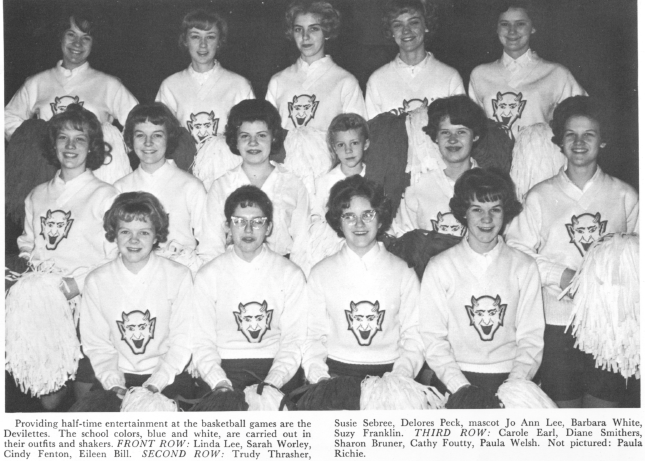 Providing half-time entertainment at the basketball games are the
Devilettes. The school colors, blue and white, are carried out in
their outfits and shakers. FRONT ROW: Linda Lee, Sarah Worley,
Cindy Fenton, Eileen Bill. SECOND ROW: Trudy Thrasher,
Susie Sebree, Delores Peck, mascot Jo Ann Lee, Barbara White,
Suzy Franklin. THIRD ROW: Carole Earl, Diane Smithers,
Sharon Bruner, Cathy Foutty, Paula Welsh. Not pictured: Paula
Richie.